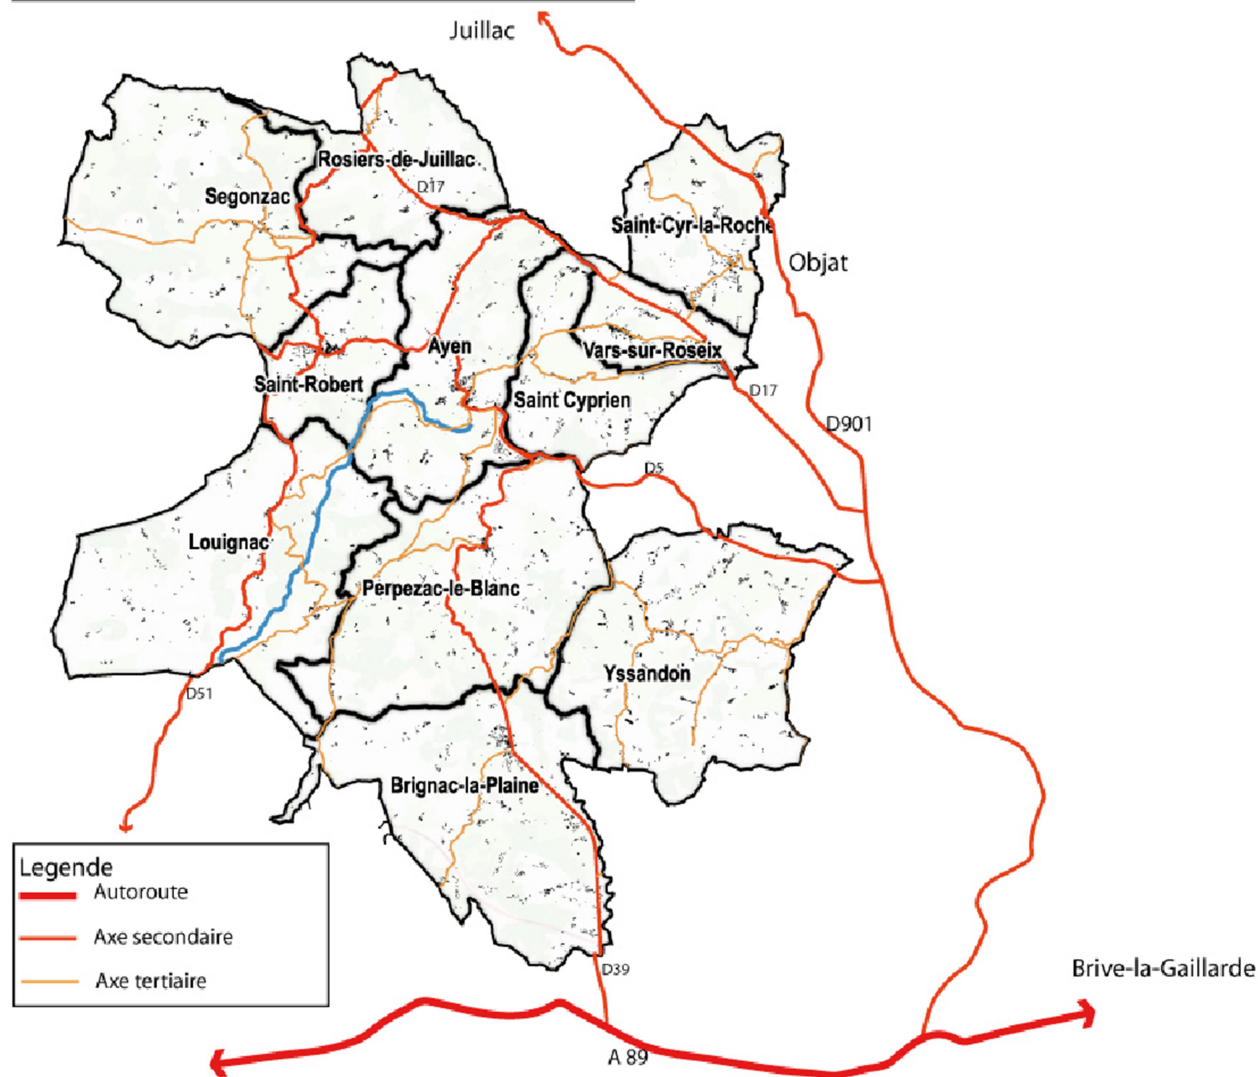 Juillac
Rosiers-de-Juillac
D17
Segonzac
Saint-Cyr-la-Roche
Objat
Ayen
Vars-sur-Roseix
Saint-Robert
Saint Cyprien
D17
D901
D5
Louignac
Perpezac-le-Blanc
Yssandon
D51
Brignac-la-Plaine
Legende
Autoroute
Axe secondaire
Axe tertiaire
D39
Brive-la-Gaillarde
A 89